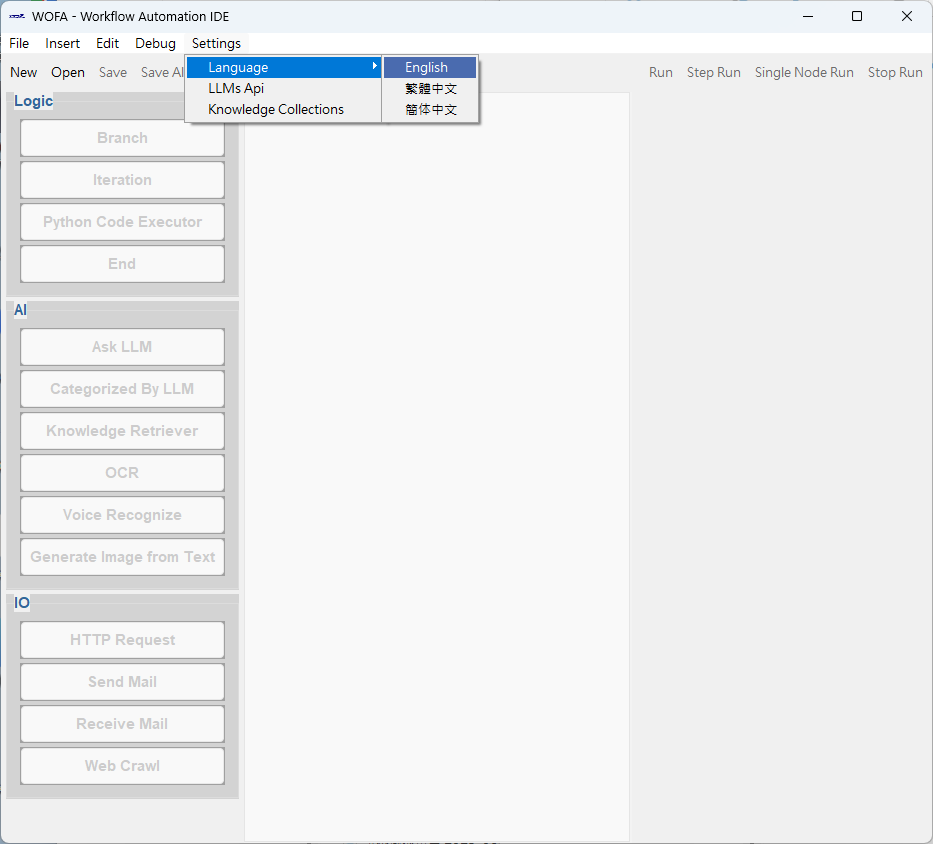 WOFA - Workflow Automation IDE
File Insert Edit Debug Settings
New Open Save Save Al Run Step Run Single Node Run Stop Run
Language English
LLMs Api 繁體中文
Knowledge Collections 簡体中文
Logic
Branch
Iteration
Python Code Executor
End
AI
Ask LLM
Categorized By LLM
Knowledge Retriever
OCR
Voice Recognize
Generate Image from Text
IO
HTTP Request
Send Mail
Receive Mail
Web Crawl